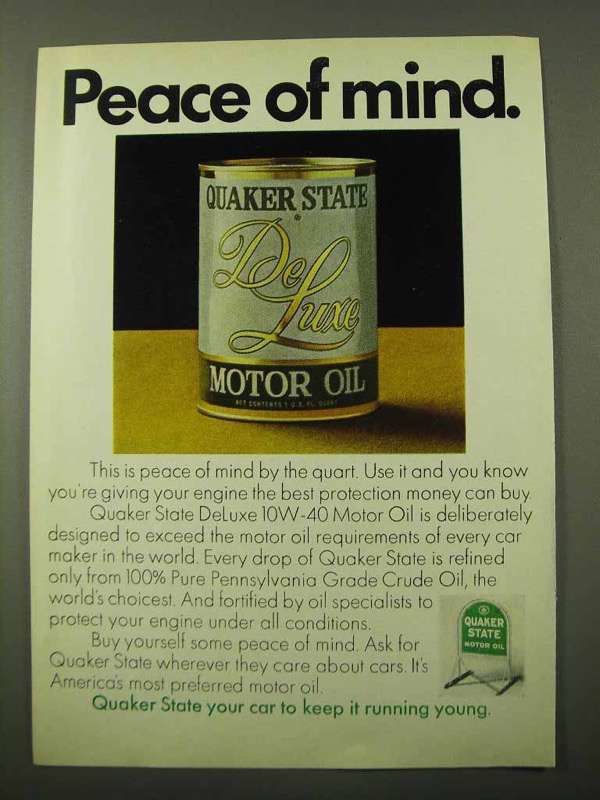 Peace of mind.
QUAKER STATE
®
De
Luxe
MOTOR OIL
NET CONTENTS 1 U.S. FL. QUART
This is peace of mind by the quart. Use it and you know
you're giving your engine the best protection money can buy.
Quaker State DeLuxe 10W-40 Motor Oil is deliberately
designed to exceed the motor oil requirements of every car
maker in the world. Every drop of Quaker State is refined
only from 100% Pure Pennsylvania Grade Crude Oil, the
world's choicest. And fortified by oil specialists to
protect your engine under all conditions.
Buy yourself some peace of mind. Ask for
Quaker State wherever they care about cars. It's
America's most preferred motor oil.
Quaker State your car to keep it running young.
QUAKER
STATE
MOTOR OIL